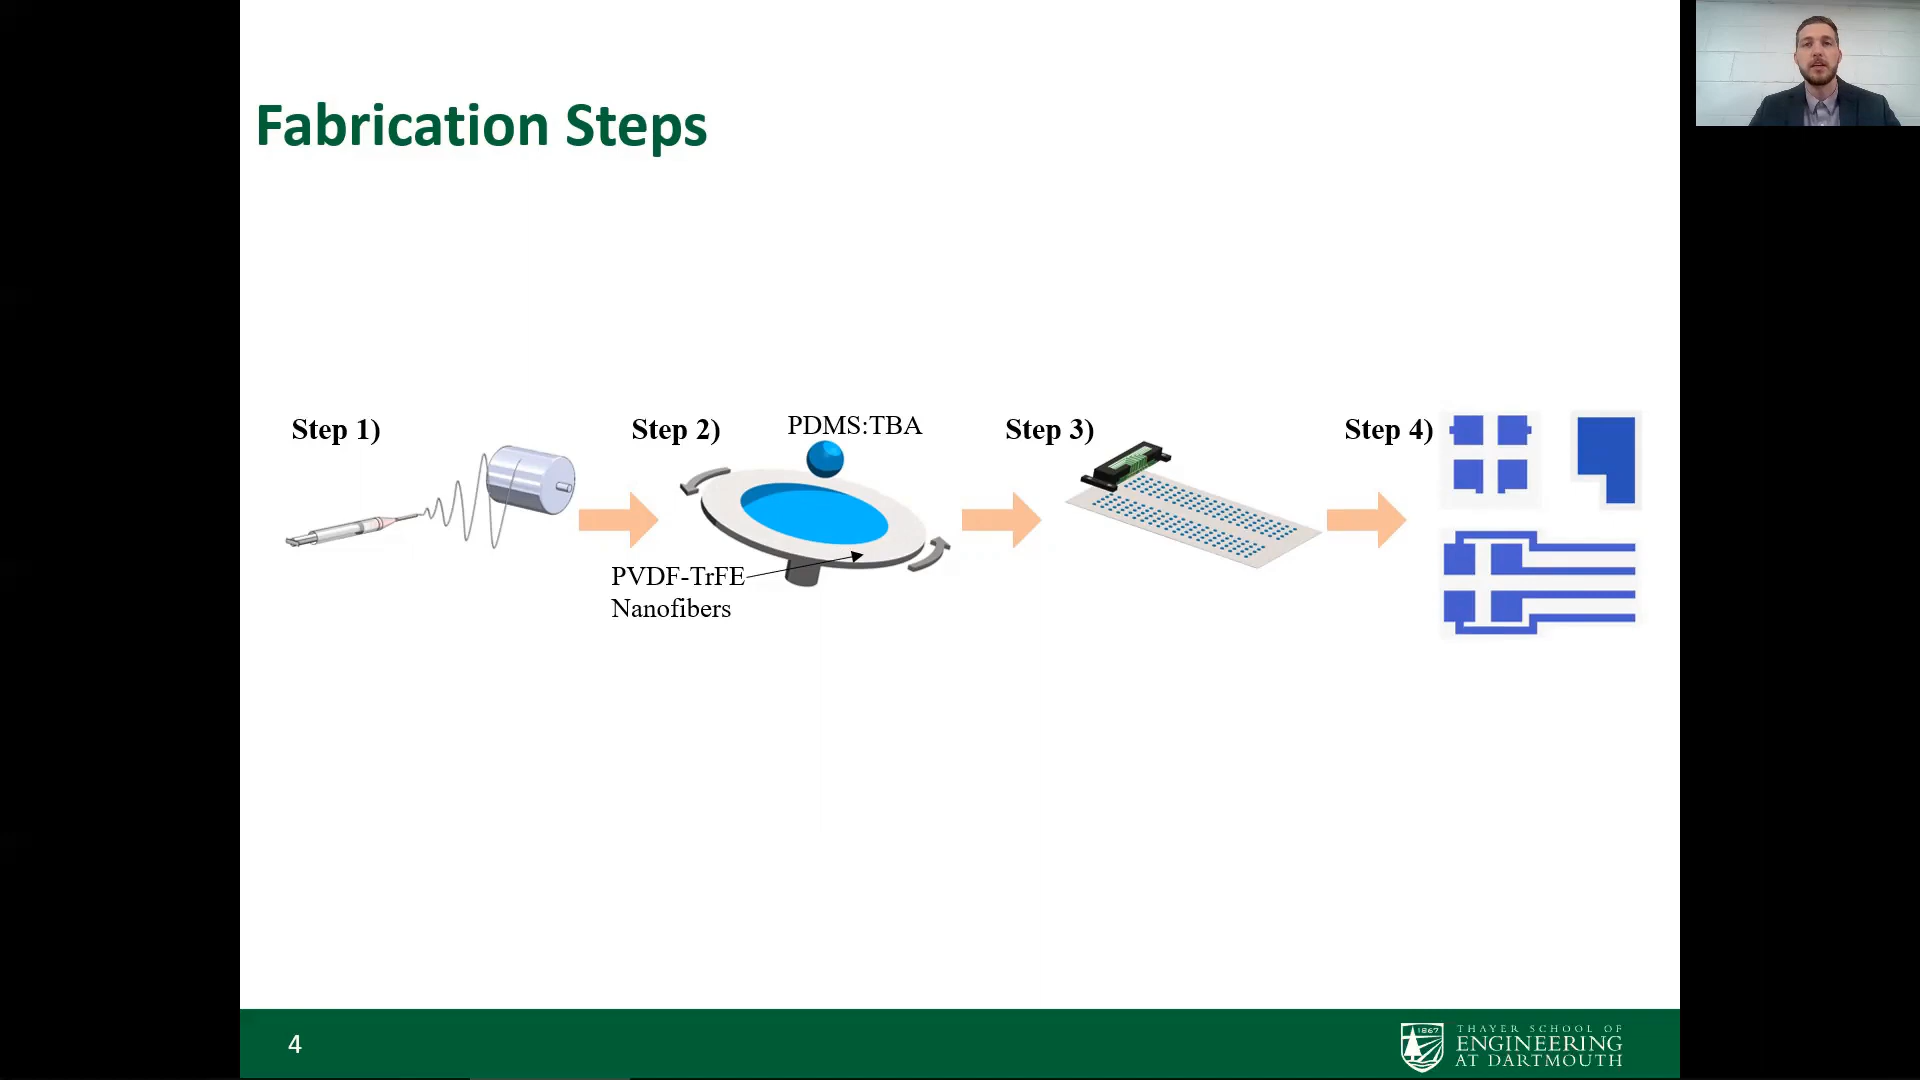 Fabrication Steps
Step 1)
Step 2)
PDMS:TBA
PVDF-TrFE
Nanofibers
Step 3)
Step 4)
4
1867
THAYER SCHOOL OF
ENGINEERING
AT DARTMOUTH